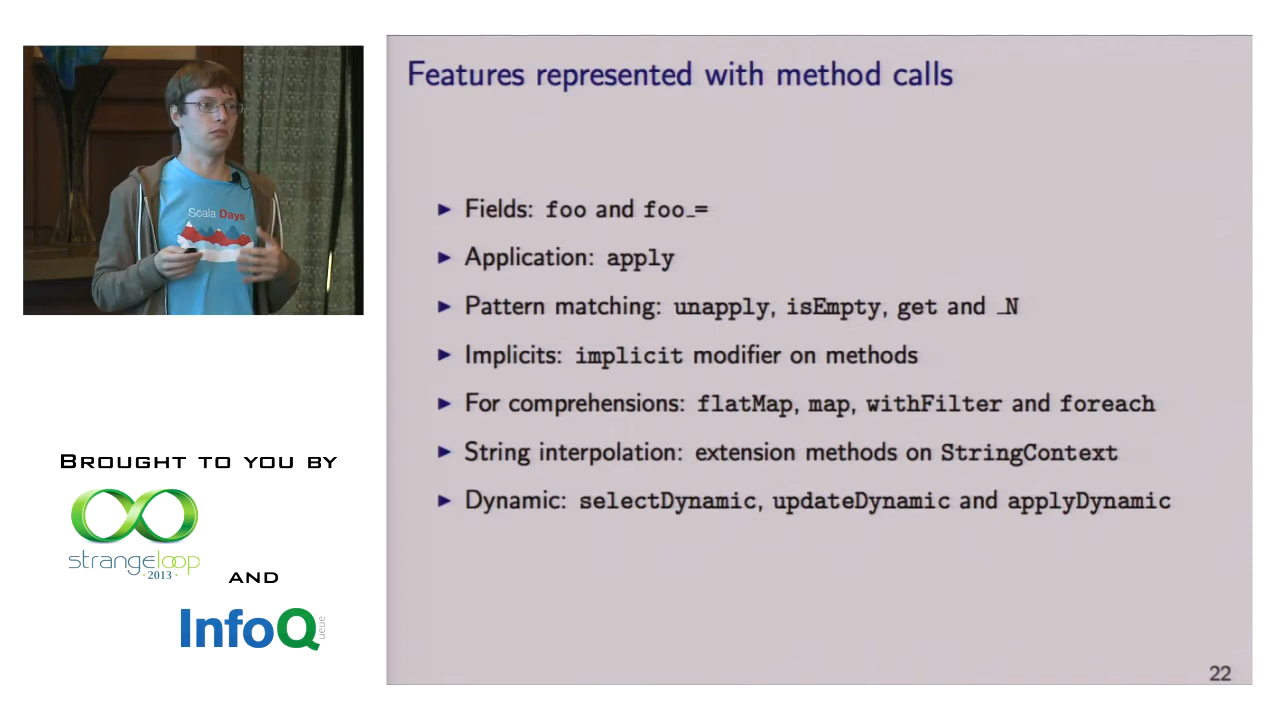 Scala Days
BROUGHT TO YOU BY
strangeloop
·2013·
AND
InfoQ
ueue
Features represented with method calls
► Fields: foo and foo_=
► Application: apply
► Pattern matching: unapply, isEmpty, get and _N
► Implicits: implicit modifier on methods
► For comprehensions: flatMap, map, withFilter and foreach
► String interpolation: extension methods on StringContext
► Dynamic: selectDynamic, updateDynamic and applyDynamic
22